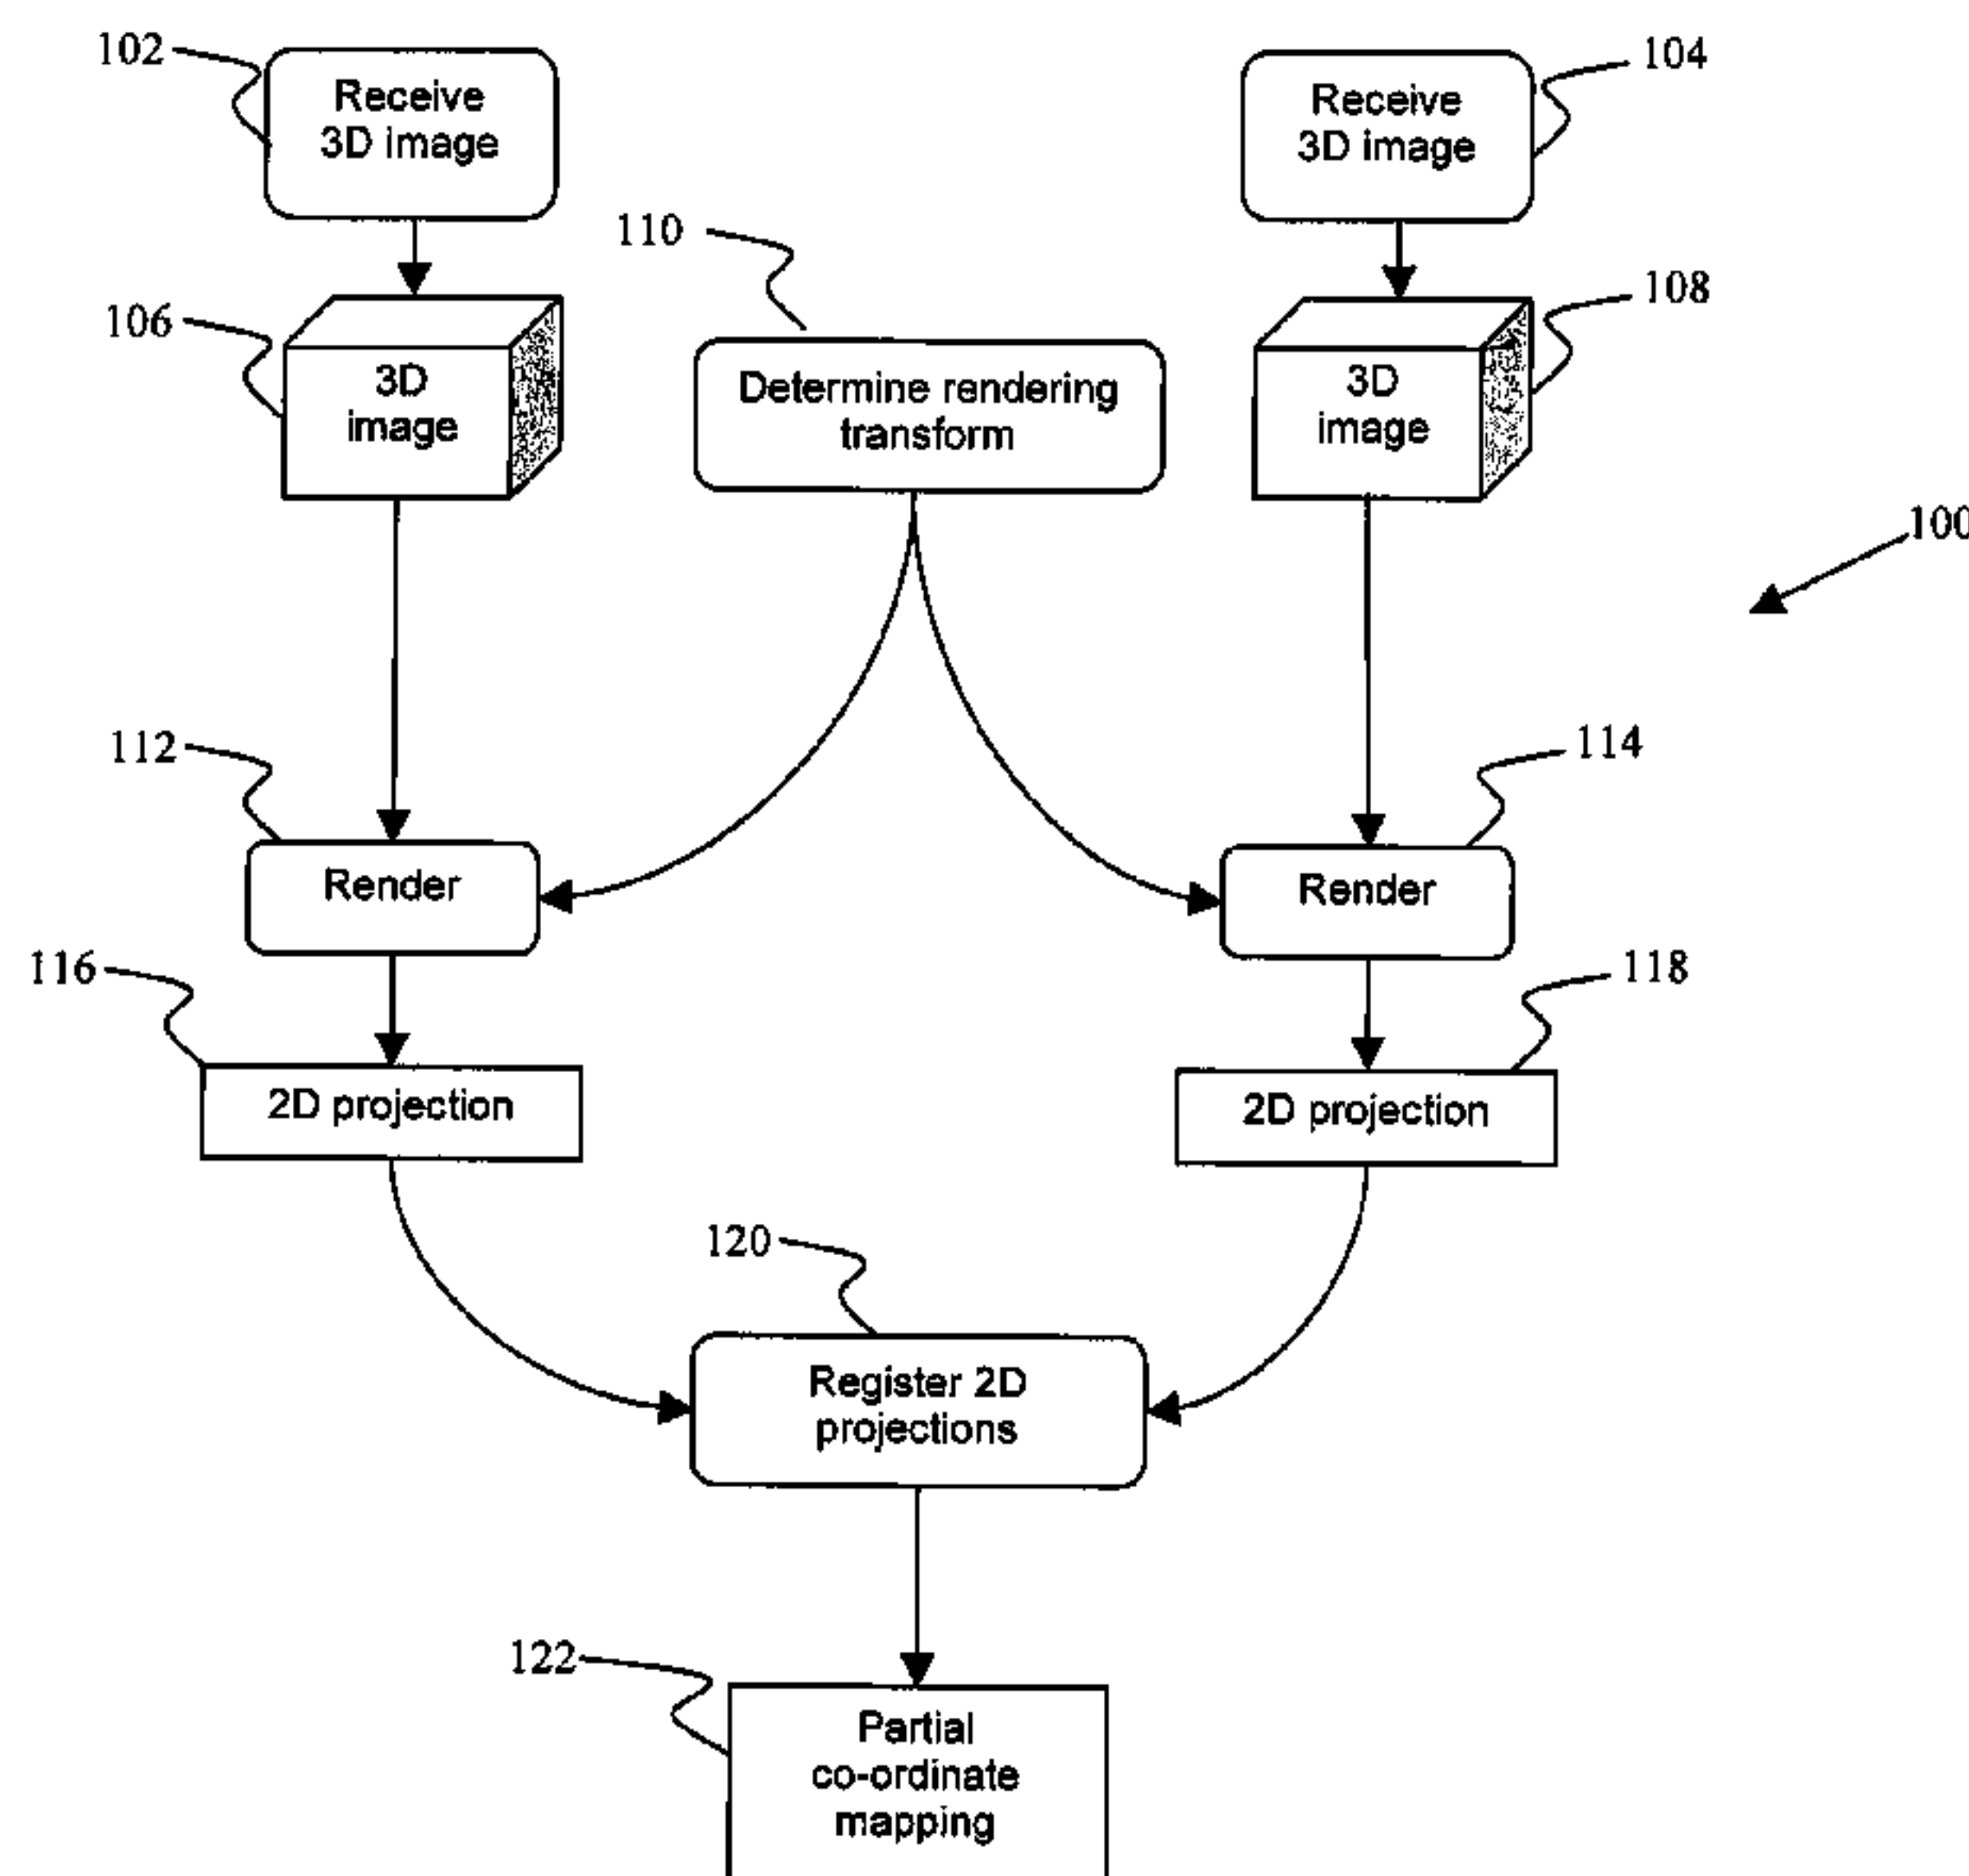 102
Receive
3D image
104
Receive
3D image
110
106
3D
image
Determine rendering
transform
108
3D
image
100
112
Render
114
Render
116
2D projection
118
2D projection
120
Register 2D
projections
122
Partial
co-ordinate
mapping